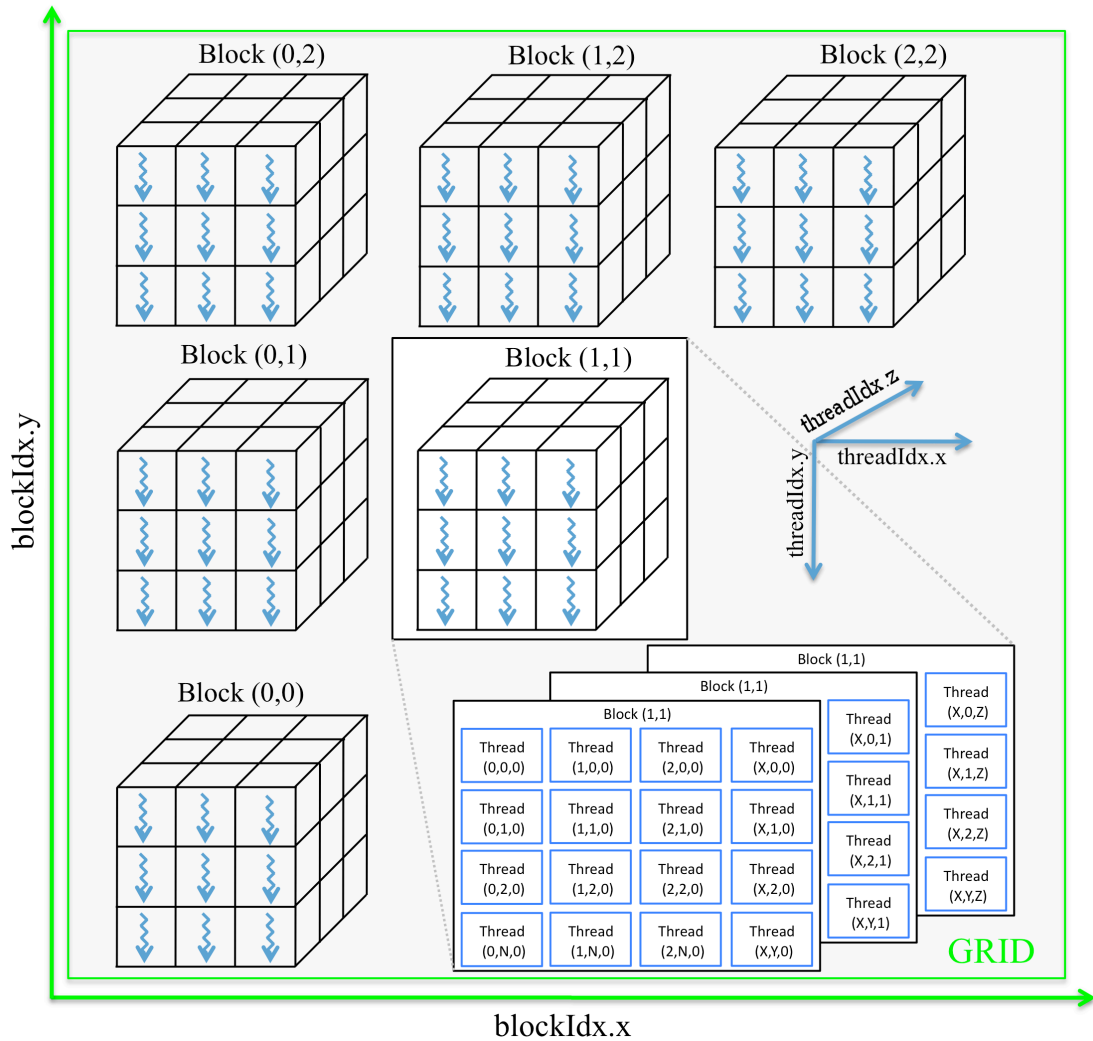 Block (0,2)
Block (1,2)
Block (2,2)
blockIdx.y
Block (0,1)
Block (1,1)
threadIdx.z
threadIdx.x
threadIdx.y
Block (0,0)
Block (1,1)
Block (1,1)
Block (1,1)
Thread
(0,0,0)
Thread
(1,0,0)
Thread
(2,0,0)
Thread
(X,0,0)
Thread
(0,1,0)
Thread
(1,1,0)
Thread
(2,1,0)
Thread
(X,1,0)
Thread
(0,2,0)
Thread
(1,2,0)
Thread
(2,2,0)
Thread
(X,2,0)
Thread
(0,N,0)
Thread
(1,N,0)
Thread
(2,N,0)
Thread
(X,Y,0)
Thread
(X,0,1)
Thread
(X,1,1)
Thread
(X,2,1)
Thread
(X,Y,1)
Thread
(X,0,Z)
Thread
(X,1,Z)
Thread
(X,2,Z)
Thread
(X,Y,Z)
GRID
blockIdx.x